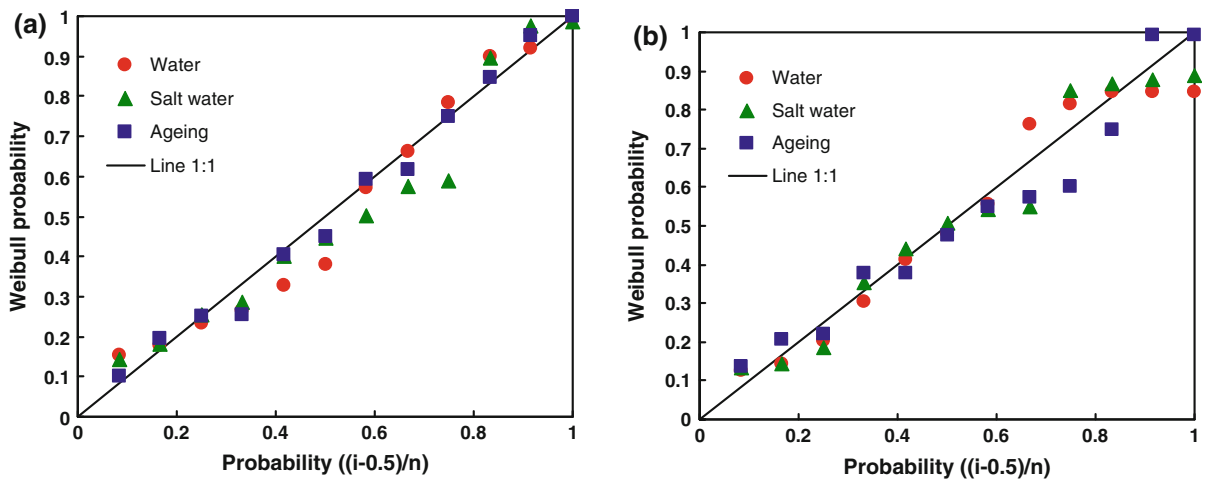 (a)
Weibull probability
1
0.9
0.8
0.7
0.6
0.5
0.4
0.3
0.2
0.1
0
Water
Salt water
Ageing
Line 1:1
0 0.2 0.4 0.6 0.8 1
Probability ((i-0.5)/n)
(b)
Weibull probability
1
0.9
0.8
0.7
0.6
0.5
0.4
0.3
0.2
0.1
0
Water
Salt water
Ageing
Line 1:1
0 0.2 0.4 0.6 0.8 1
Probability ((i-0.5)/n)